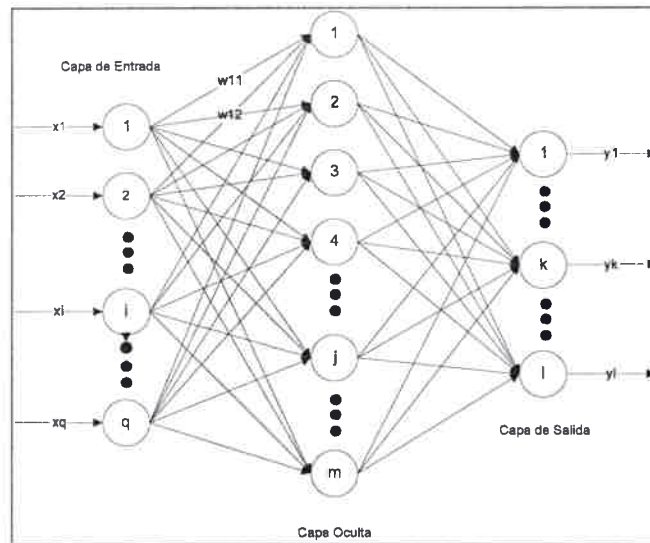 Capa de Entrada
w11
w12
x1
x2
xi
xq
1
2
i
q
1
2
3
4
j
m
1
k
l
y1
yk
yl
Capa de Salida
Capa Oculta